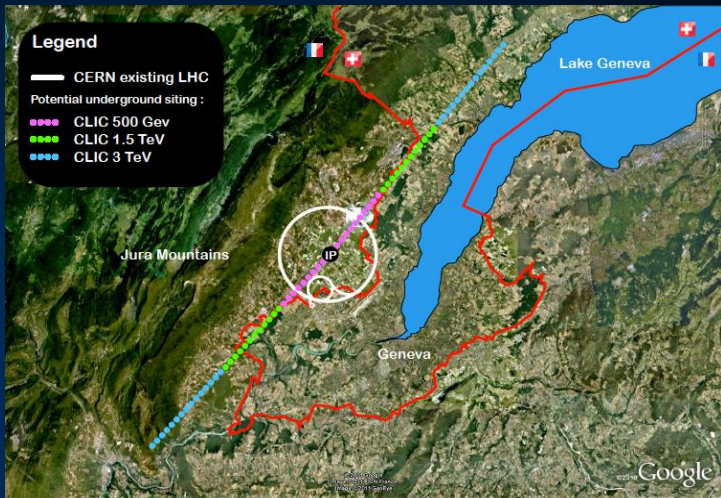 Legend
CERN existing LHC
Potential underground siting :
CLIC 500 Gev
CLIC 1.5 TeV
CLIC 3 TeV
Lake Geneva
Jura Mountains
IP
Geneva
Google